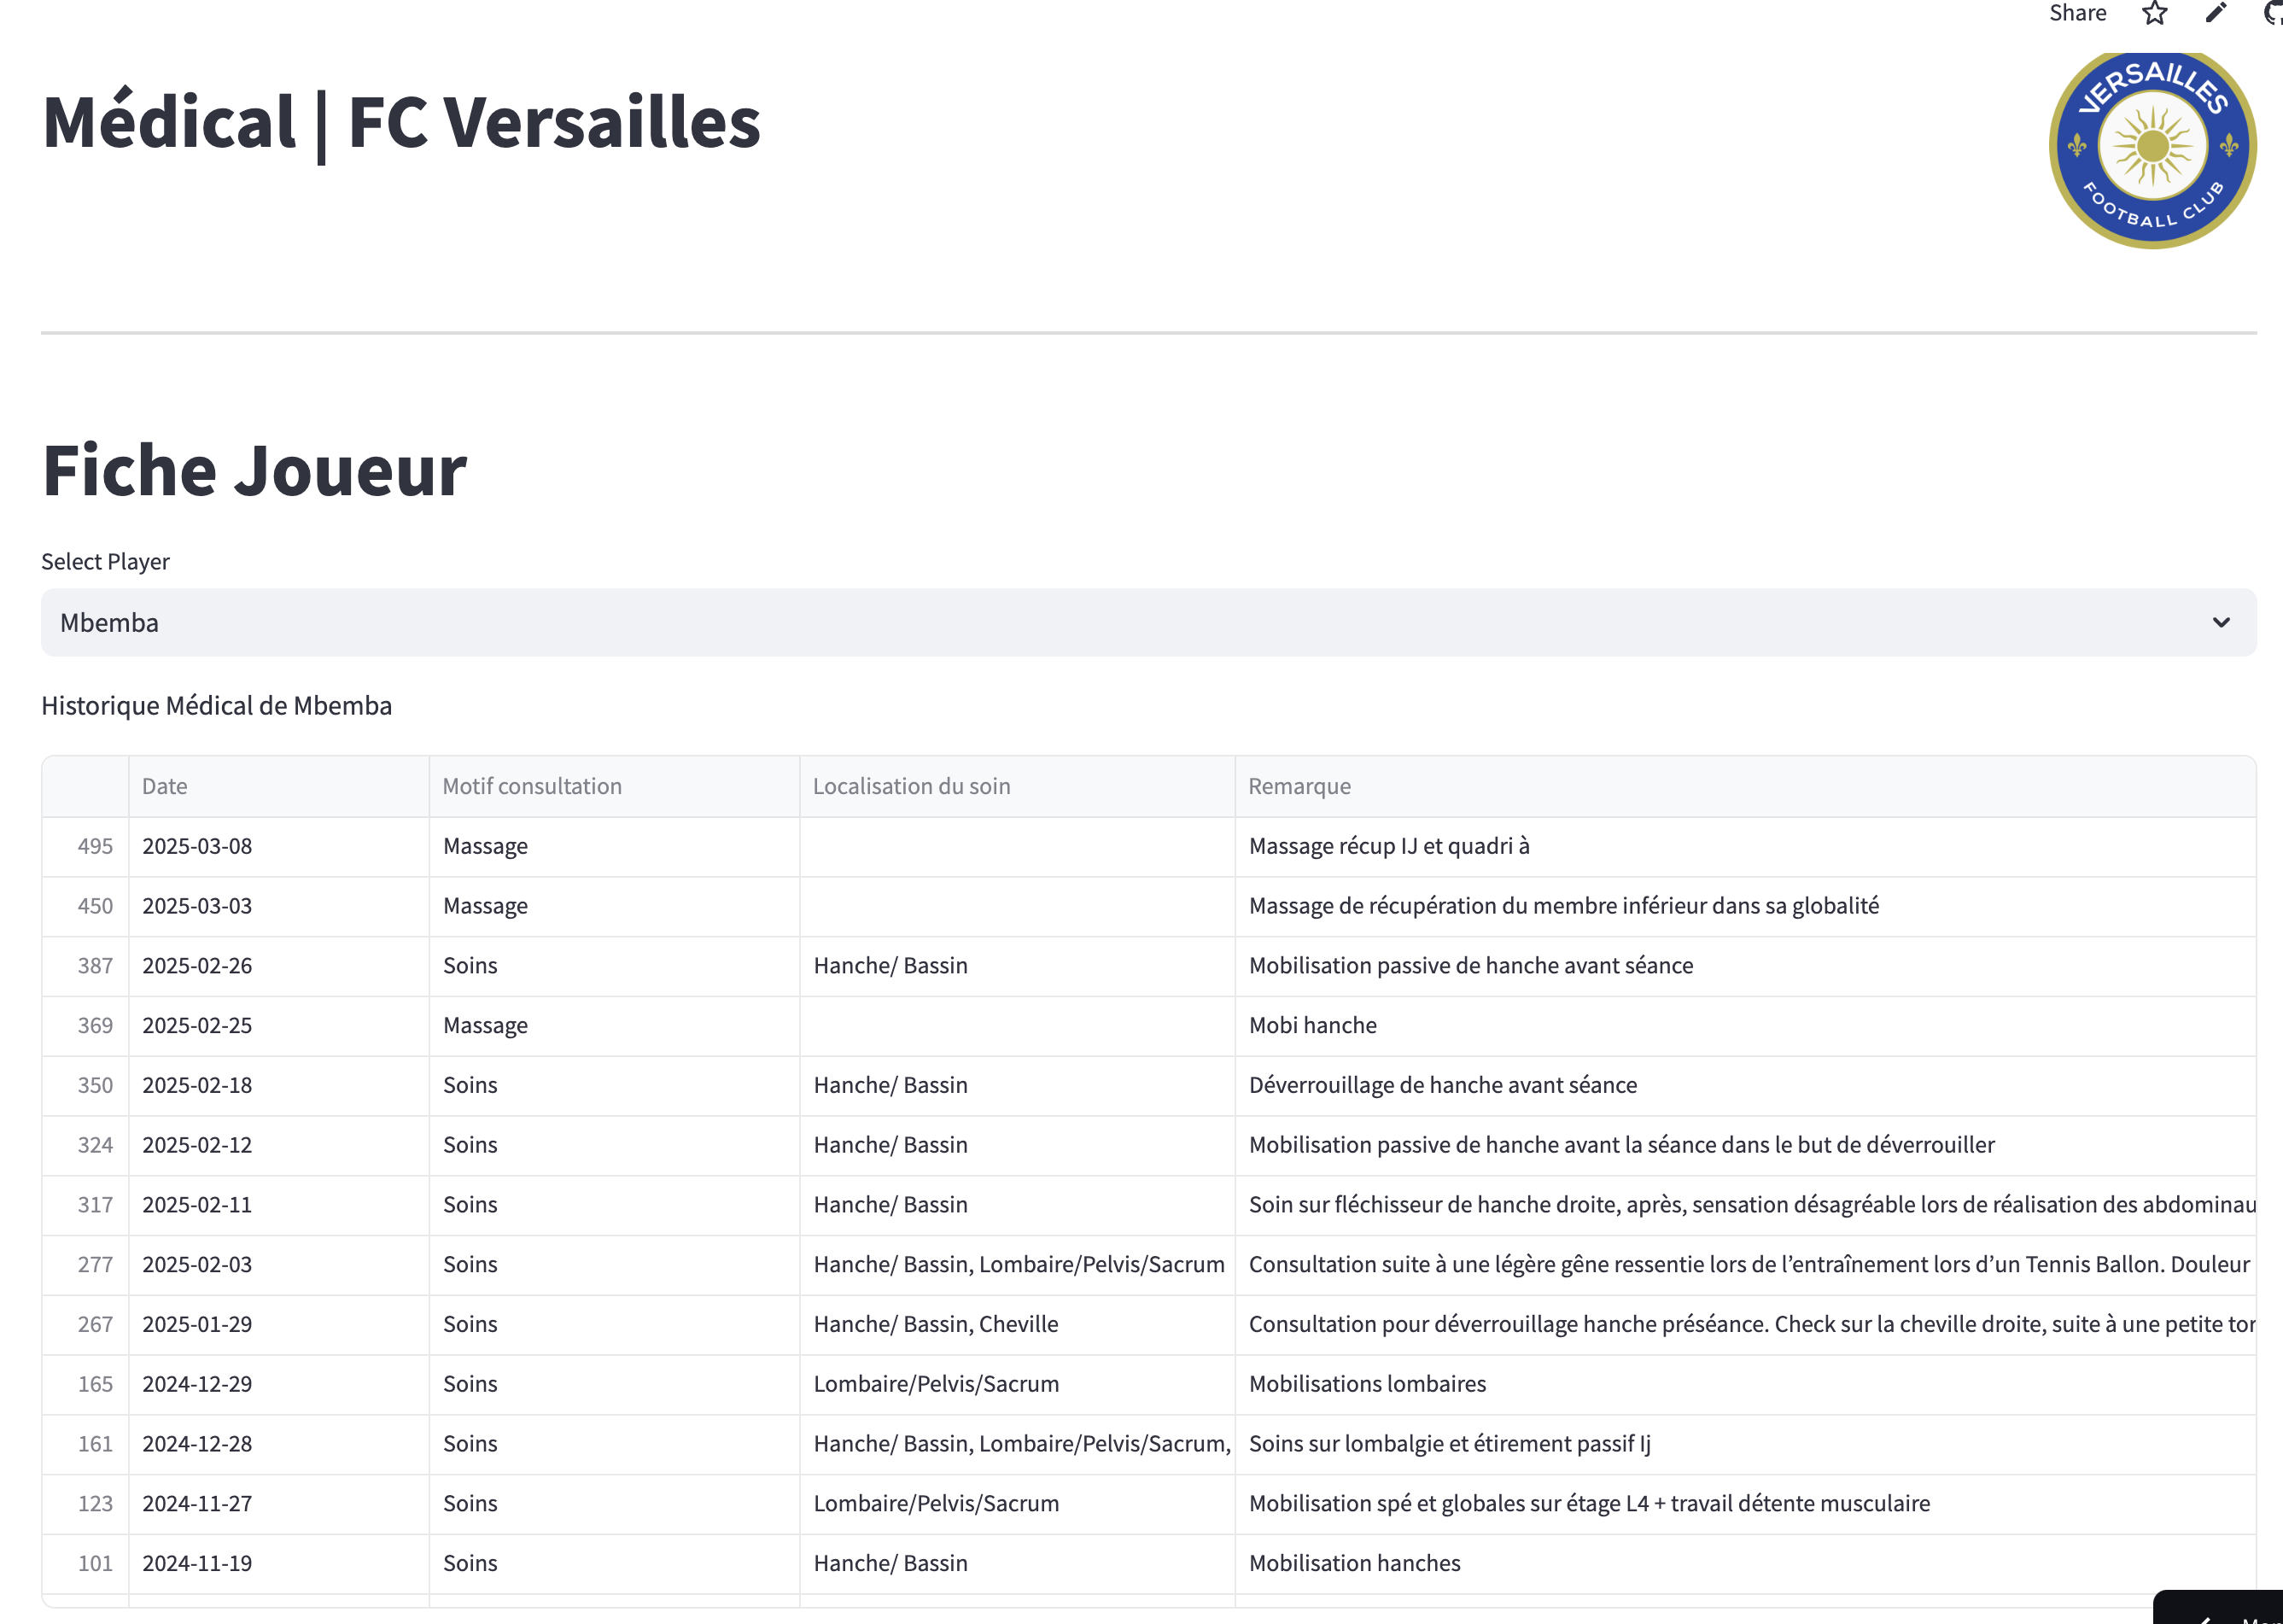 Share
Médical | FC Versailles
VERSAILLES
FOOTBALL CLUB
Fiche Joueur
Select Player
Mbemba
Historique Médical de Mbemba
Date Motif consultation Localisation du soin Remarque
495 2025-03-08 Massage Massage récup IJ et quadri à
450 2025-03-03 Massage Massage de récupération du membre inférieur dans sa globalité
387 2025-02-26 Soins Hanche/ Bassin Mobilisation passive de hanche avant séance
369 2025-02-25 Massage Mobi hanche
350 2025-02-18 Soins Hanche/ Bassin Déverrouillage de hanche avant séance
324 2025-02-12 Soins Hanche/ Bassin Mobilisation passive de hanche avant la séance dans le but de déverrouiller
317 2025-02-11 Soins Hanche/ Bassin Soin sur fléchisseur de hanche droite, après, sensation désagréable lors de réalisation des abdominau
277 2025-02-03 Soins Hanche/ Bassin, Lombaire/Pelvis/Sacrum Consultation suite à une légère gêne ressentie lors de l’entraînement lors d’un Tennis Ballon. Douleur
267 2025-01-29 Soins Hanche/ Bassin, Cheville Consultation pour déverrouillage hanche préséance. Check sur la cheville droite, suite à une petite tor
165 2024-12-29 Soins Lombaire/Pelvis/Sacrum Mobilisations lombaires
161 2024-12-28 Soins Hanche/ Bassin, Lombaire/Pelvis/Sacrum, Soins sur lombalgie et étirement passif Ij
123 2024-11-27 Soins Lombaire/Pelvis/Sacrum Mobilisation spé et globales sur étage L4 + travail détente musculaire
101 2024-11-19 Soins Hanche/ Bassin Mobilisation hanches